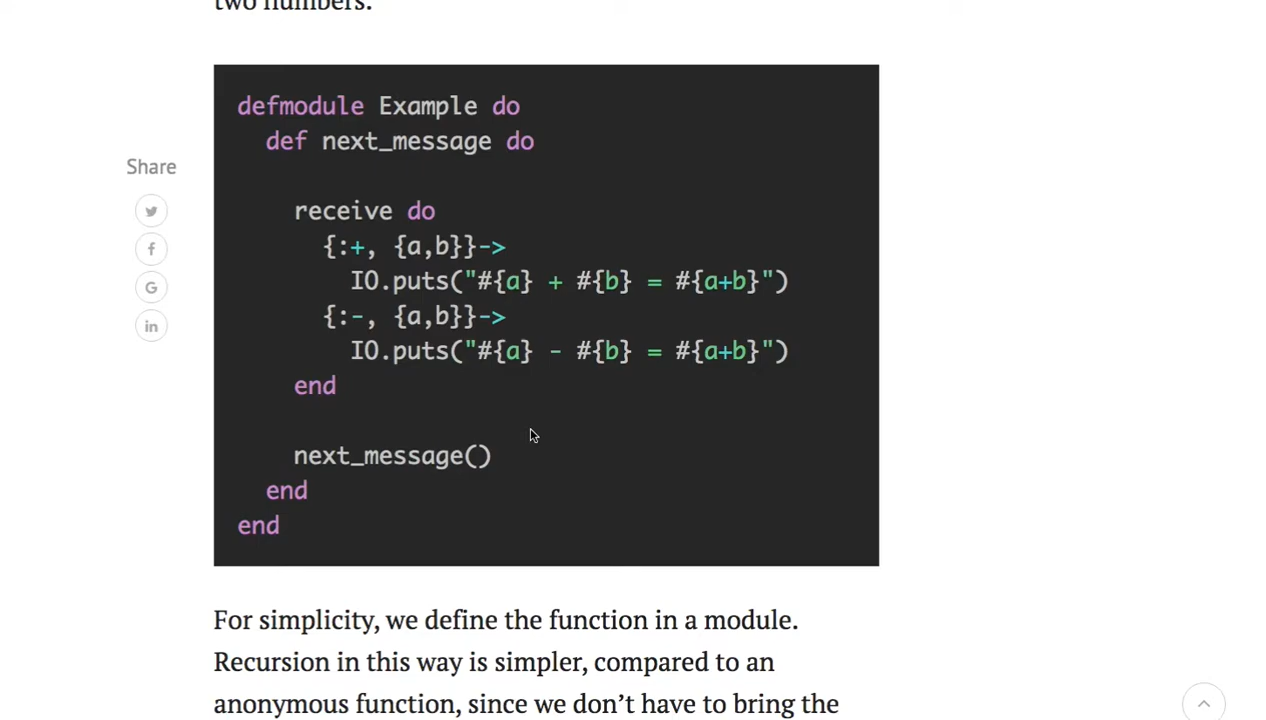 two numbers.
defmodule Example do
def next_message do
Share
receive do
{:+, {a,b}}->
IO.puts("#{a} + #{b} = #{a+b}")
{:-, {a,b}}->
IO.puts("#{a} - #{b} = #{a+b}")
end
next_message()
end
end
For simplicity, we define the function in a module.
Recursion in this way is simpler, compared to an
anonymous function, since we don’t have to bring the